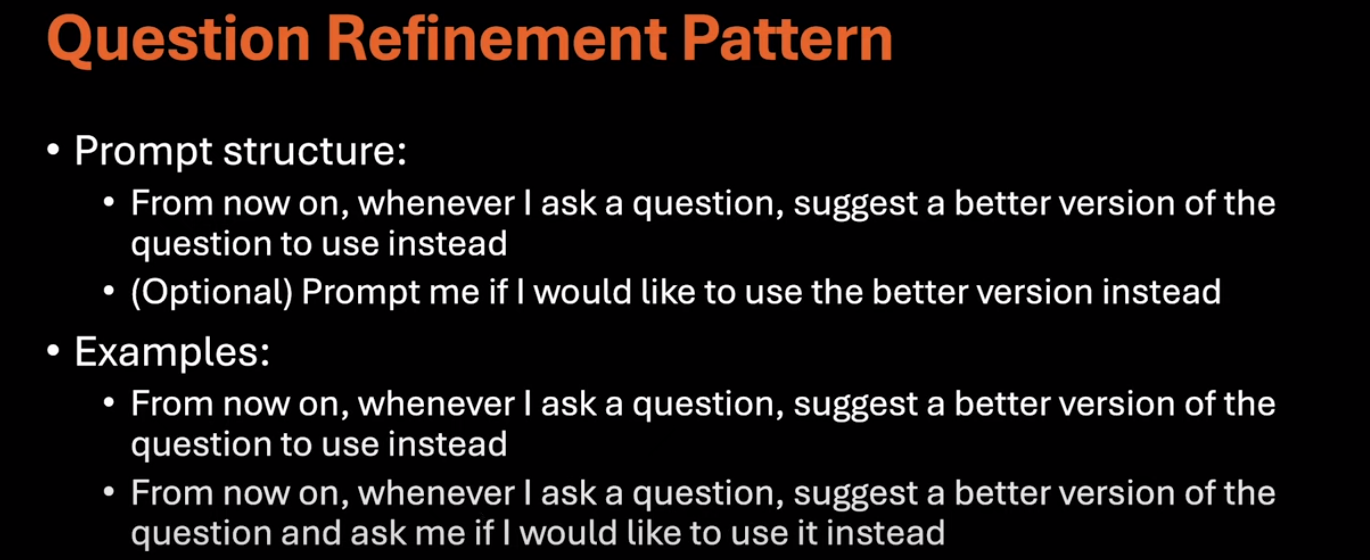 Question Refinement Pattern
• Prompt structure:
• From now on, whenever I ask a question, suggest a better version of the
question to use instead
• (Optional) Prompt me if I would like to use the better version instead
• Examples:
• From now on, whenever I ask a question, suggest a better version of the
question to use instead
• From now on, whenever I ask a question, suggest a better version of the
question and ask me if I would like to use it instead